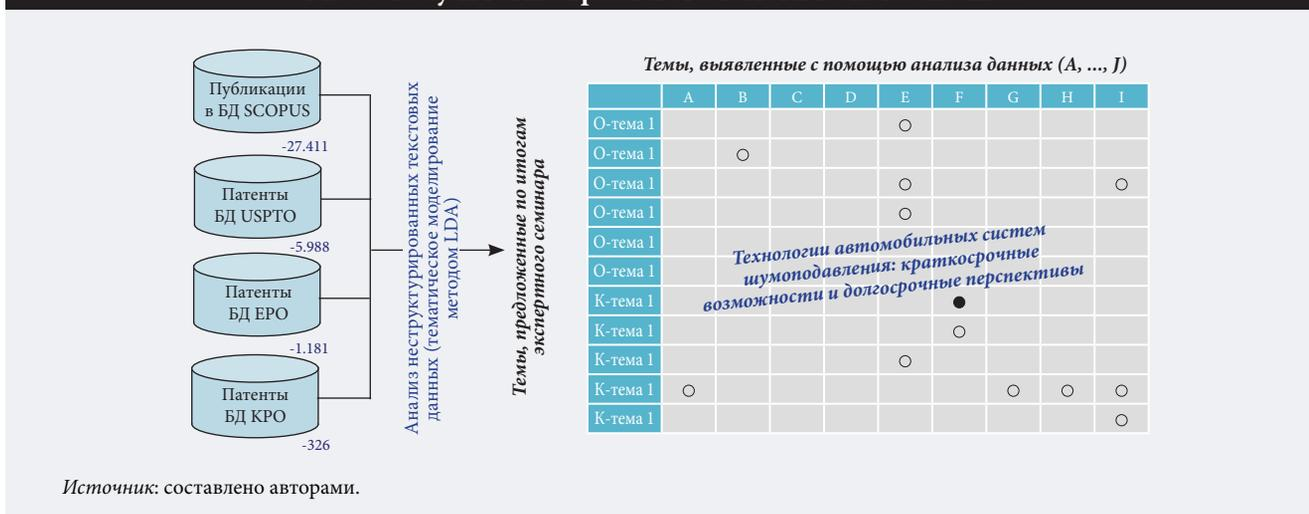 Публикации
в БД SCOPUS
-27.411
Патенты
БД USPTO
-5.988
Патенты
БД EPO
-1.181
Патенты
БД KPO
-326
Анализ неструктурированных текстовых
данных (тематическое моделирование
методом LDA)
Темы, предложенные по итогам
экспертного семинара
Темы, выявленные с помощью анализа данных (A, ..., J)
A B C D E F G H I
О-тема 1
О-тема 1
О-тема 1
О-тема 1
О-тема 1
О-тема 1
К-тема 1
К-тема 1
К-тема 1
К-тема 1
К-тема 1
Технологии автомобильных систем
шумоподавления: краткосрочные
возможности и долгосрочные перспективы
Источник: составлено авторами.